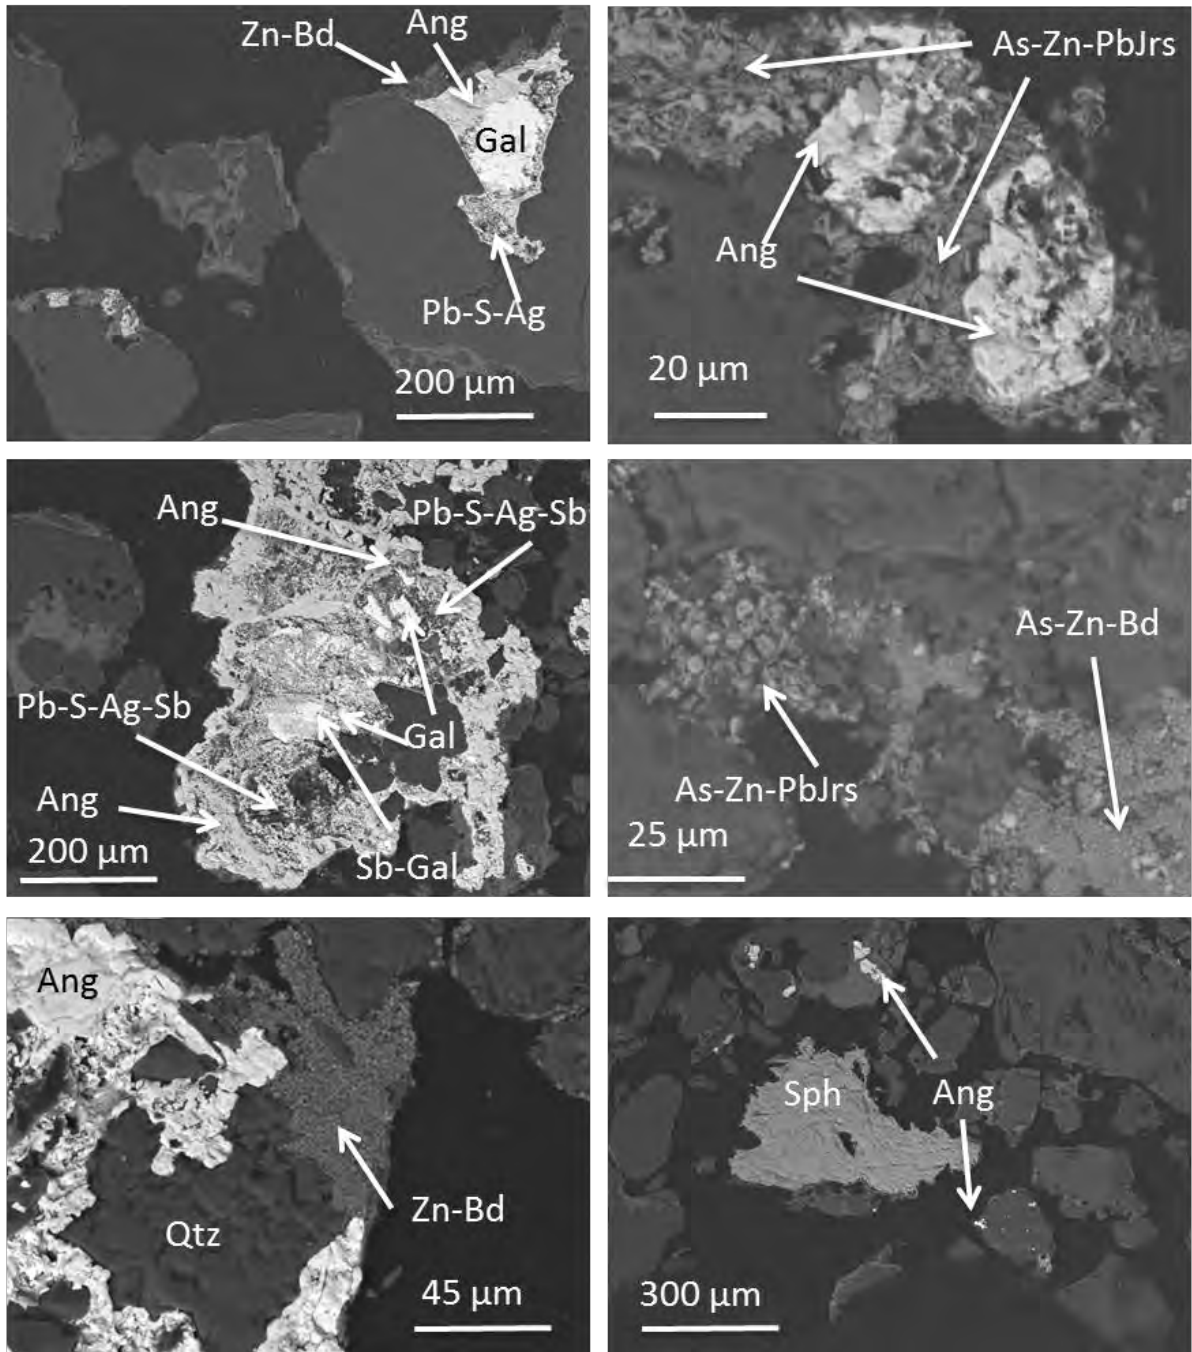 Zn-Bd
Ang
Gal
Pb-S-Ag
200 μm
As-Zn-PbJrs
Ang
20 μm
Ang
Pb-S-Ag-Sb
Pb-S-Ag-Sb
Gal
Ang
200 μm
Sb-Gal
As-Zn-Bd
As-Zn-PbJrs
25 μm
Ang
Zn-Bd
Qtz
45 μm
Sph
Ang
300 μm